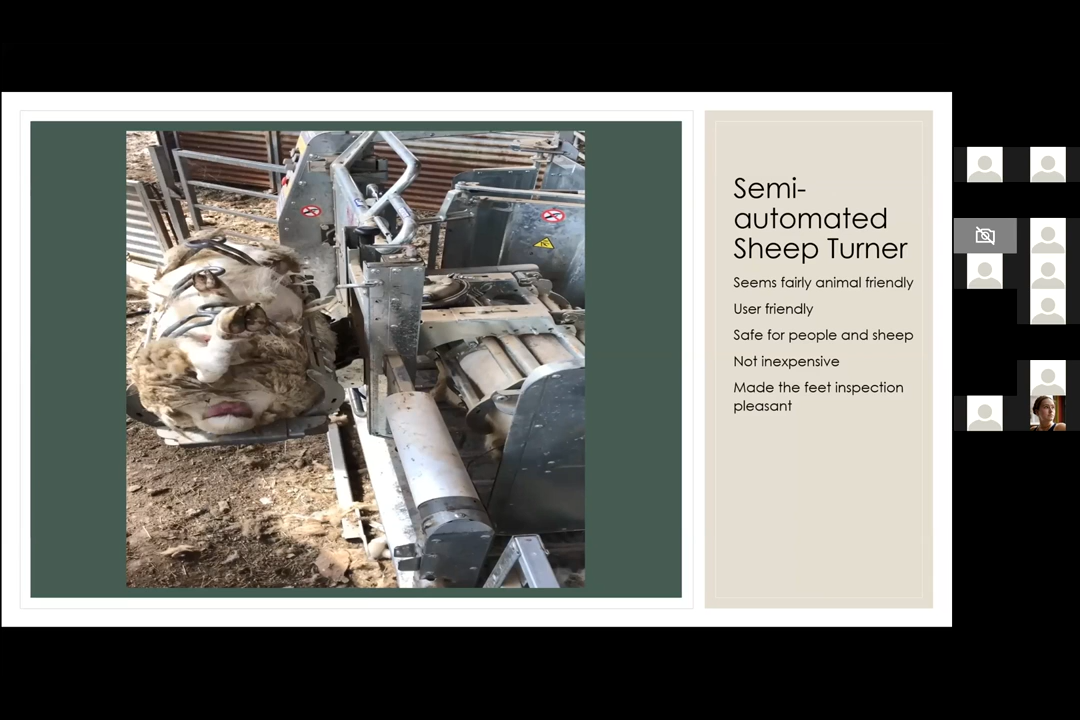 Semi-
automated
Sheep Turner
Seems fairly animal friendly
User friendly
Safe for people and sheep
Not inexpensive
Made the feet inspection
pleasant